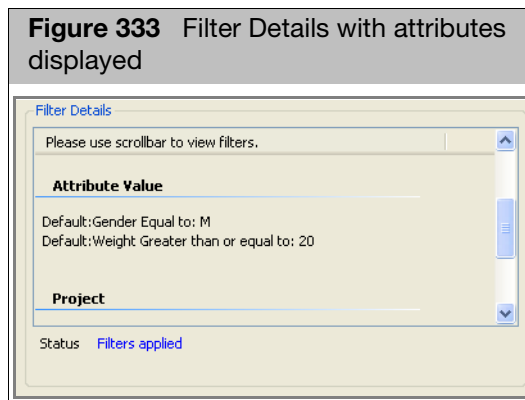 Figure 333 Filter Details with attributes
displayed
Filter Details
Please use scrollbar to view filters.
Attribute Value
Default:Gender Equal to: M
Default:Weight Greater than or equal to: 20
Project
Status Filters applied